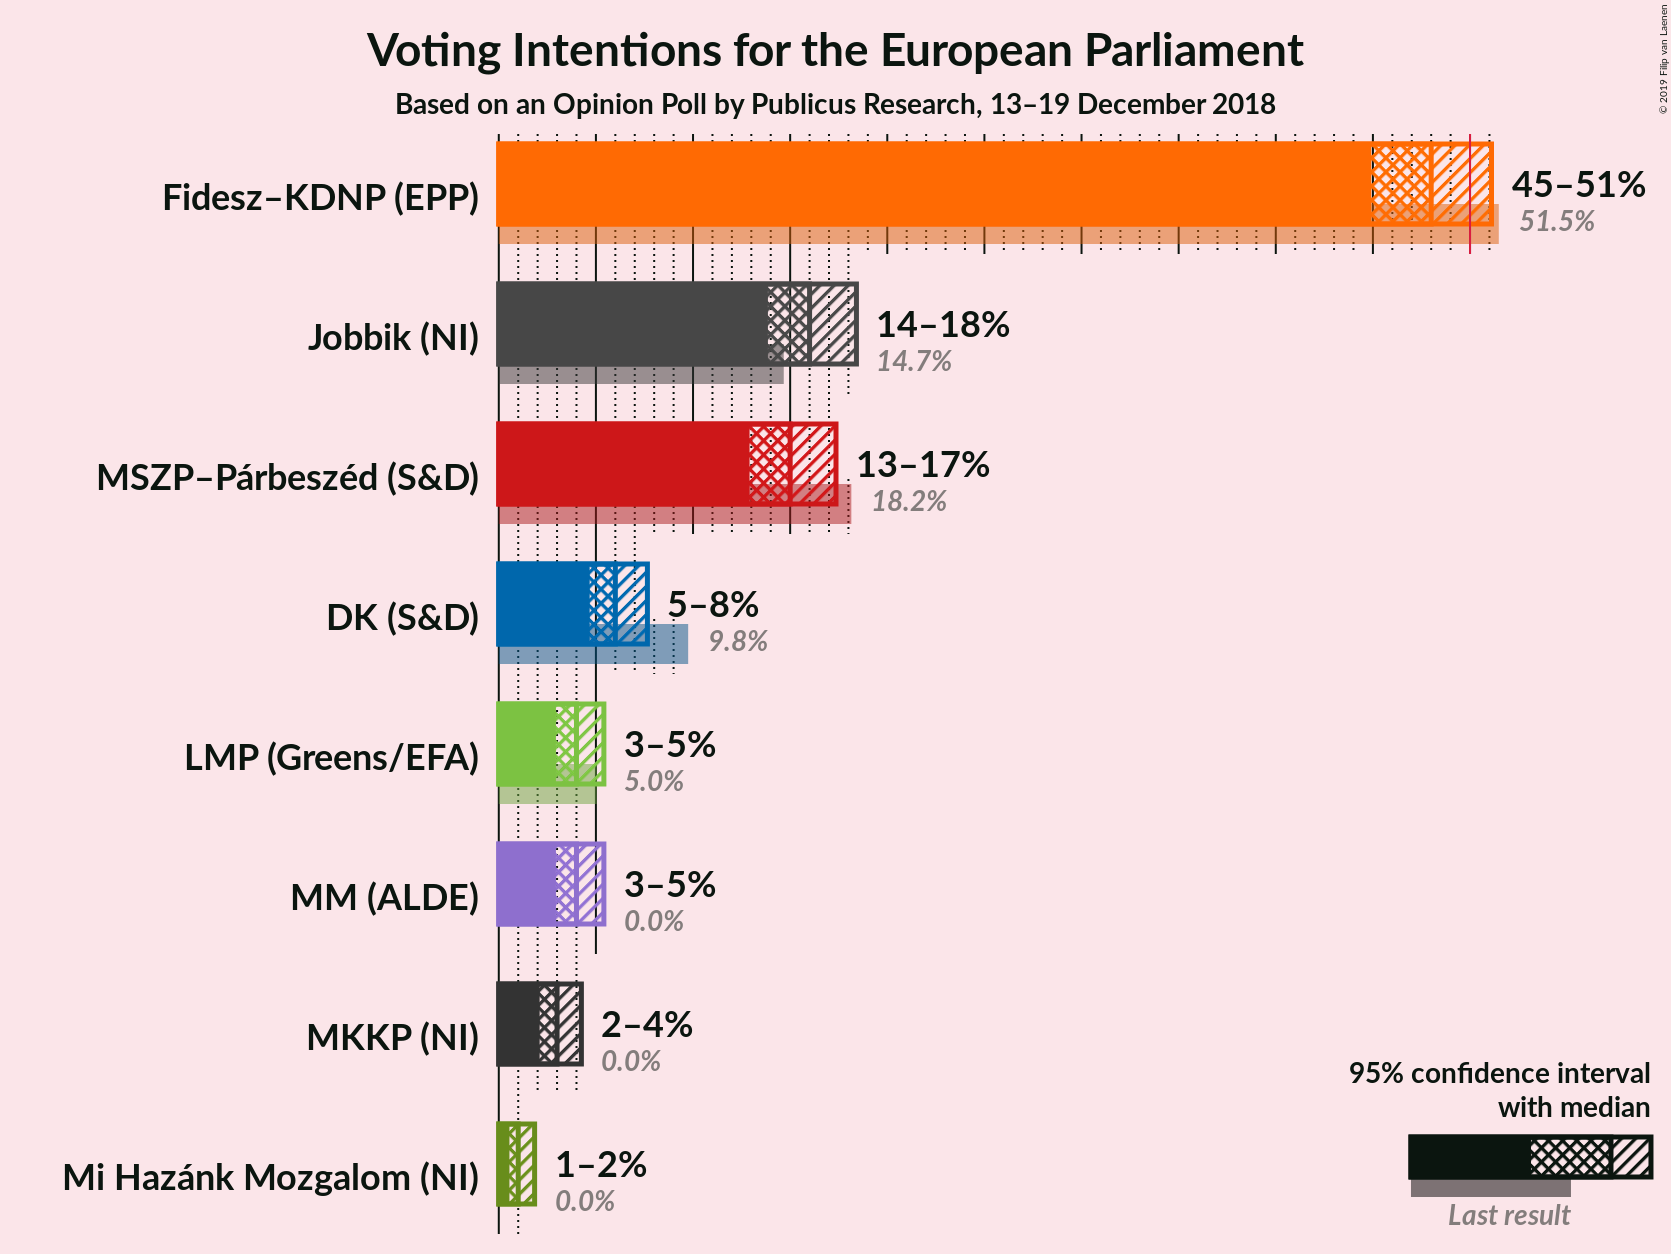 Voting Intentions for the European Parliament
Based on an Opinion Poll by Publicus Research, 13–19 December 2018
© 2019 Filip van Laenen
Fidesz–KDNP (EPP)
45–51%
51.5%
Jobbik (NI)
14–18%
14.7%
MSZP–Párbeszéd (S&D)
13–17%
18.2%
DK (S&D)
5–8%
9.8%
LMP (Greens/EFA)
3–5%
5.0%
MM (ALDE)
3–5%
0.0%
MKKP (NI)
2–4%
0.0%
Mi Hazánk Mozgalom (NI)
1–2%
0.0%
95% confidence interval
with median
Last result